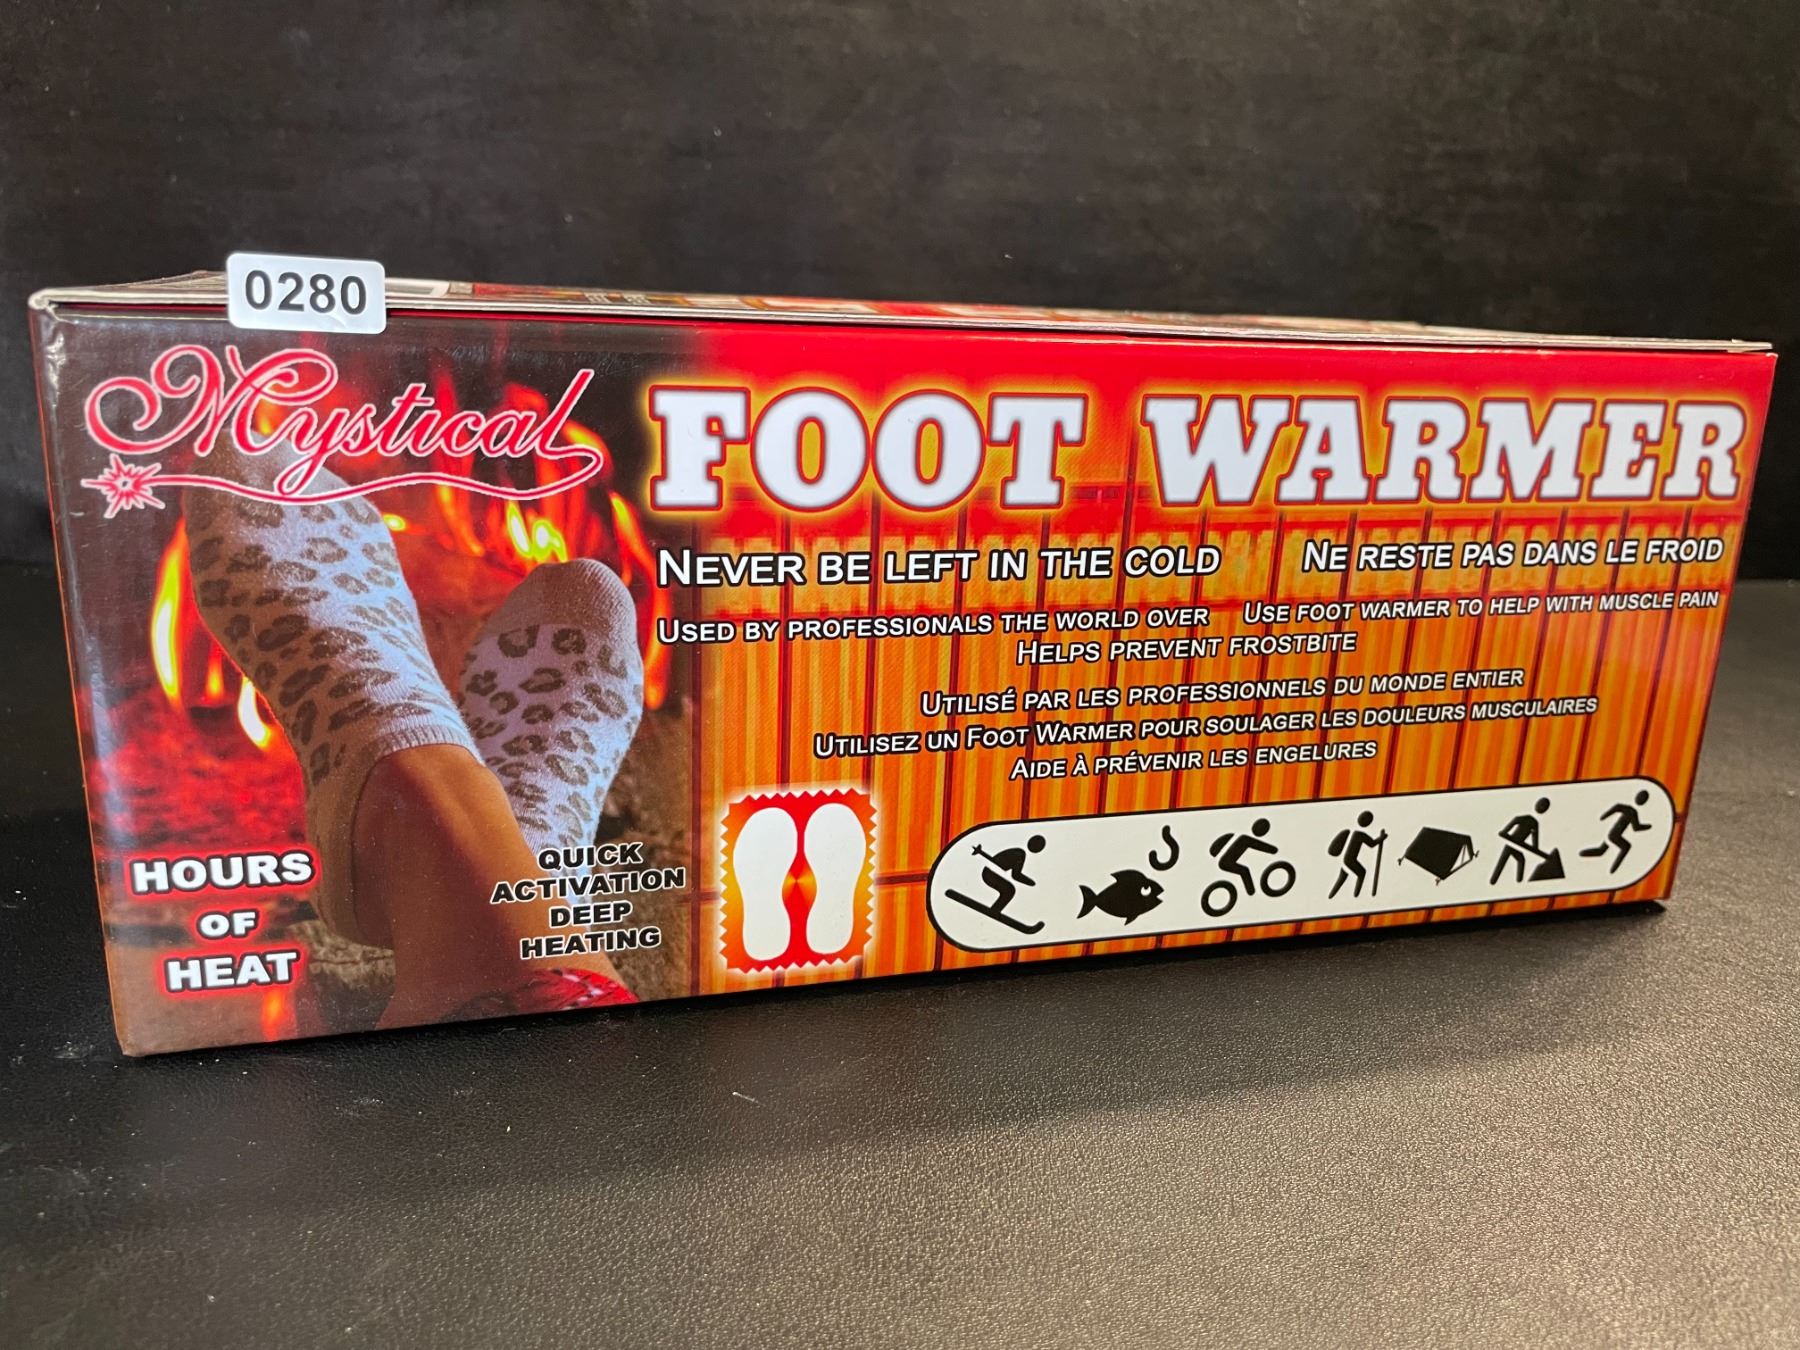 0280
Mystical
FOOT WARMER
NEVER BE LEFT IN THE COLD
NE RESTE PAS DANS LE FROID
USED BY PROFESSIONALS THE WORLD OVER
USE FOOT WARMER TO HELP WITH MUSCLE PAIN
HELPS PREVENT FROSTBITE
UTILISÉ PAR LES PROFESSIONNELS DU MONDE ENTIER
UTILISEZ UN FOOT WARMER POUR SOULAGER LES DOULEURS MUSCULAIRES
AIDE À PRÉVENIR LES ENGELURES
HOURS
OF
HEAT
QUICK
ACTIVATION
DEEP
HEATING